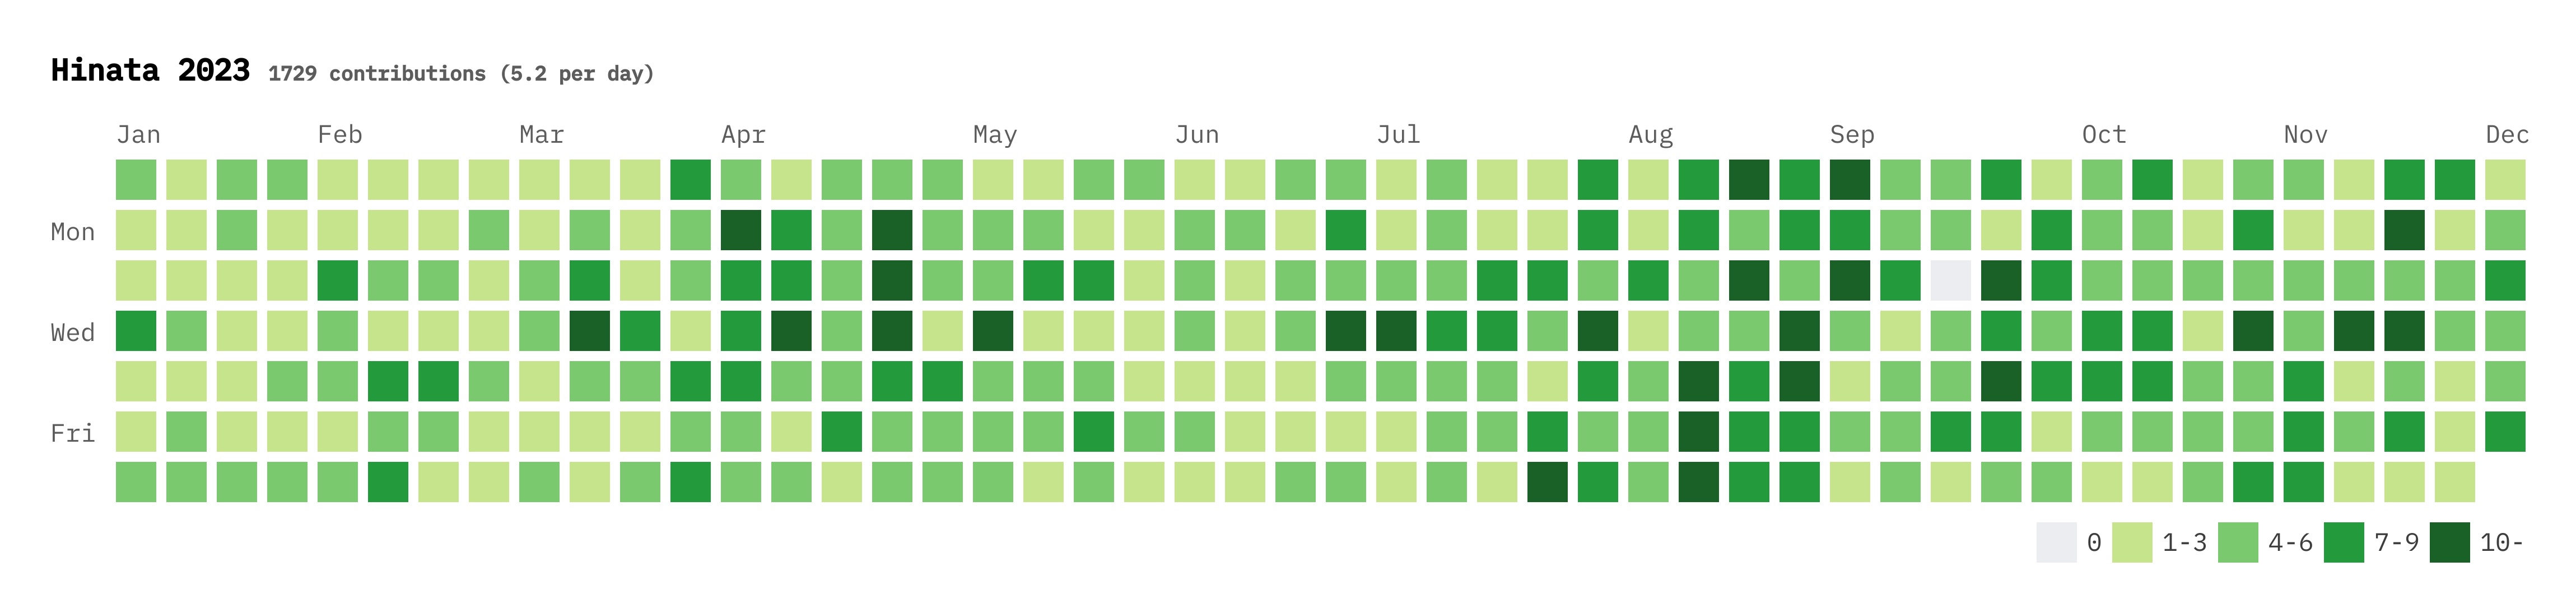 Hinata 2023 1729 contributions (5.2 per day)
Jan Feb Mar Apr May Jun Jul Aug Sep Oct Nov Dec
Mon
Wed
Fri
0 1-3 4-6 7-9 10-